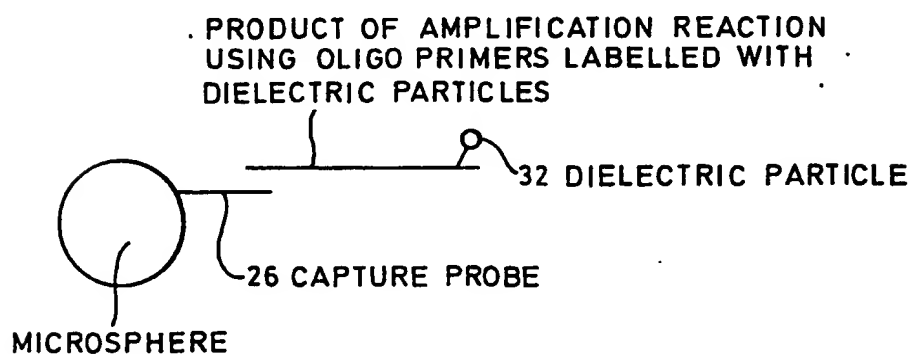 PRODUCT OF AMPLIFICATION REACTION
USING OLIGO PRIMERS LABELLED WITH
DIELECTRIC PARTICLES
32 DIELECTRIC PARTICLE
26 CAPTURE PROBE
MICROSPHERE